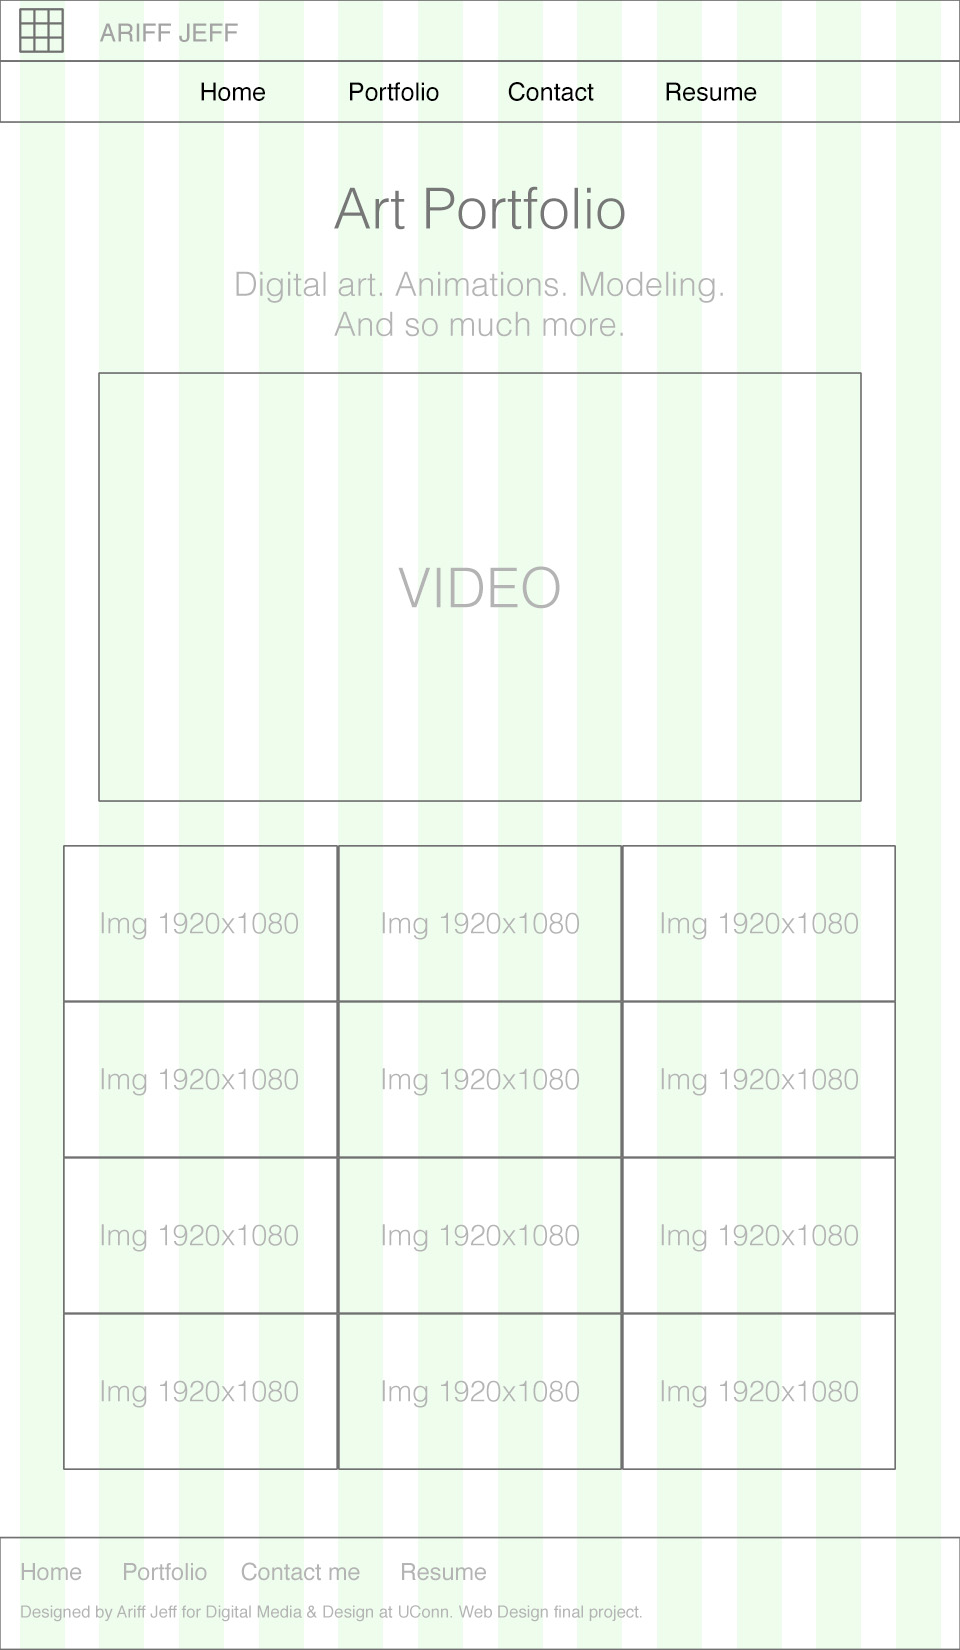 ARIFF JEFF
Home Portfolio Contact Resume
Art Portfolio
Digital art. Animations. Modeling.
And so much more.
VIDEO
Img 1920x1080 Img 1920x1080 Img 1920x1080
Img 1920x1080 Img 1920x1080 Img 1920x1080
Img 1920x1080 Img 1920x1080 Img 1920x1080
Img 1920x1080 Img 1920x1080 Img 1920x1080
Home Portfolio Contact me Resume
Designed by Ariff Jeff for Digital Media & Design at UConn. Web Design final project.